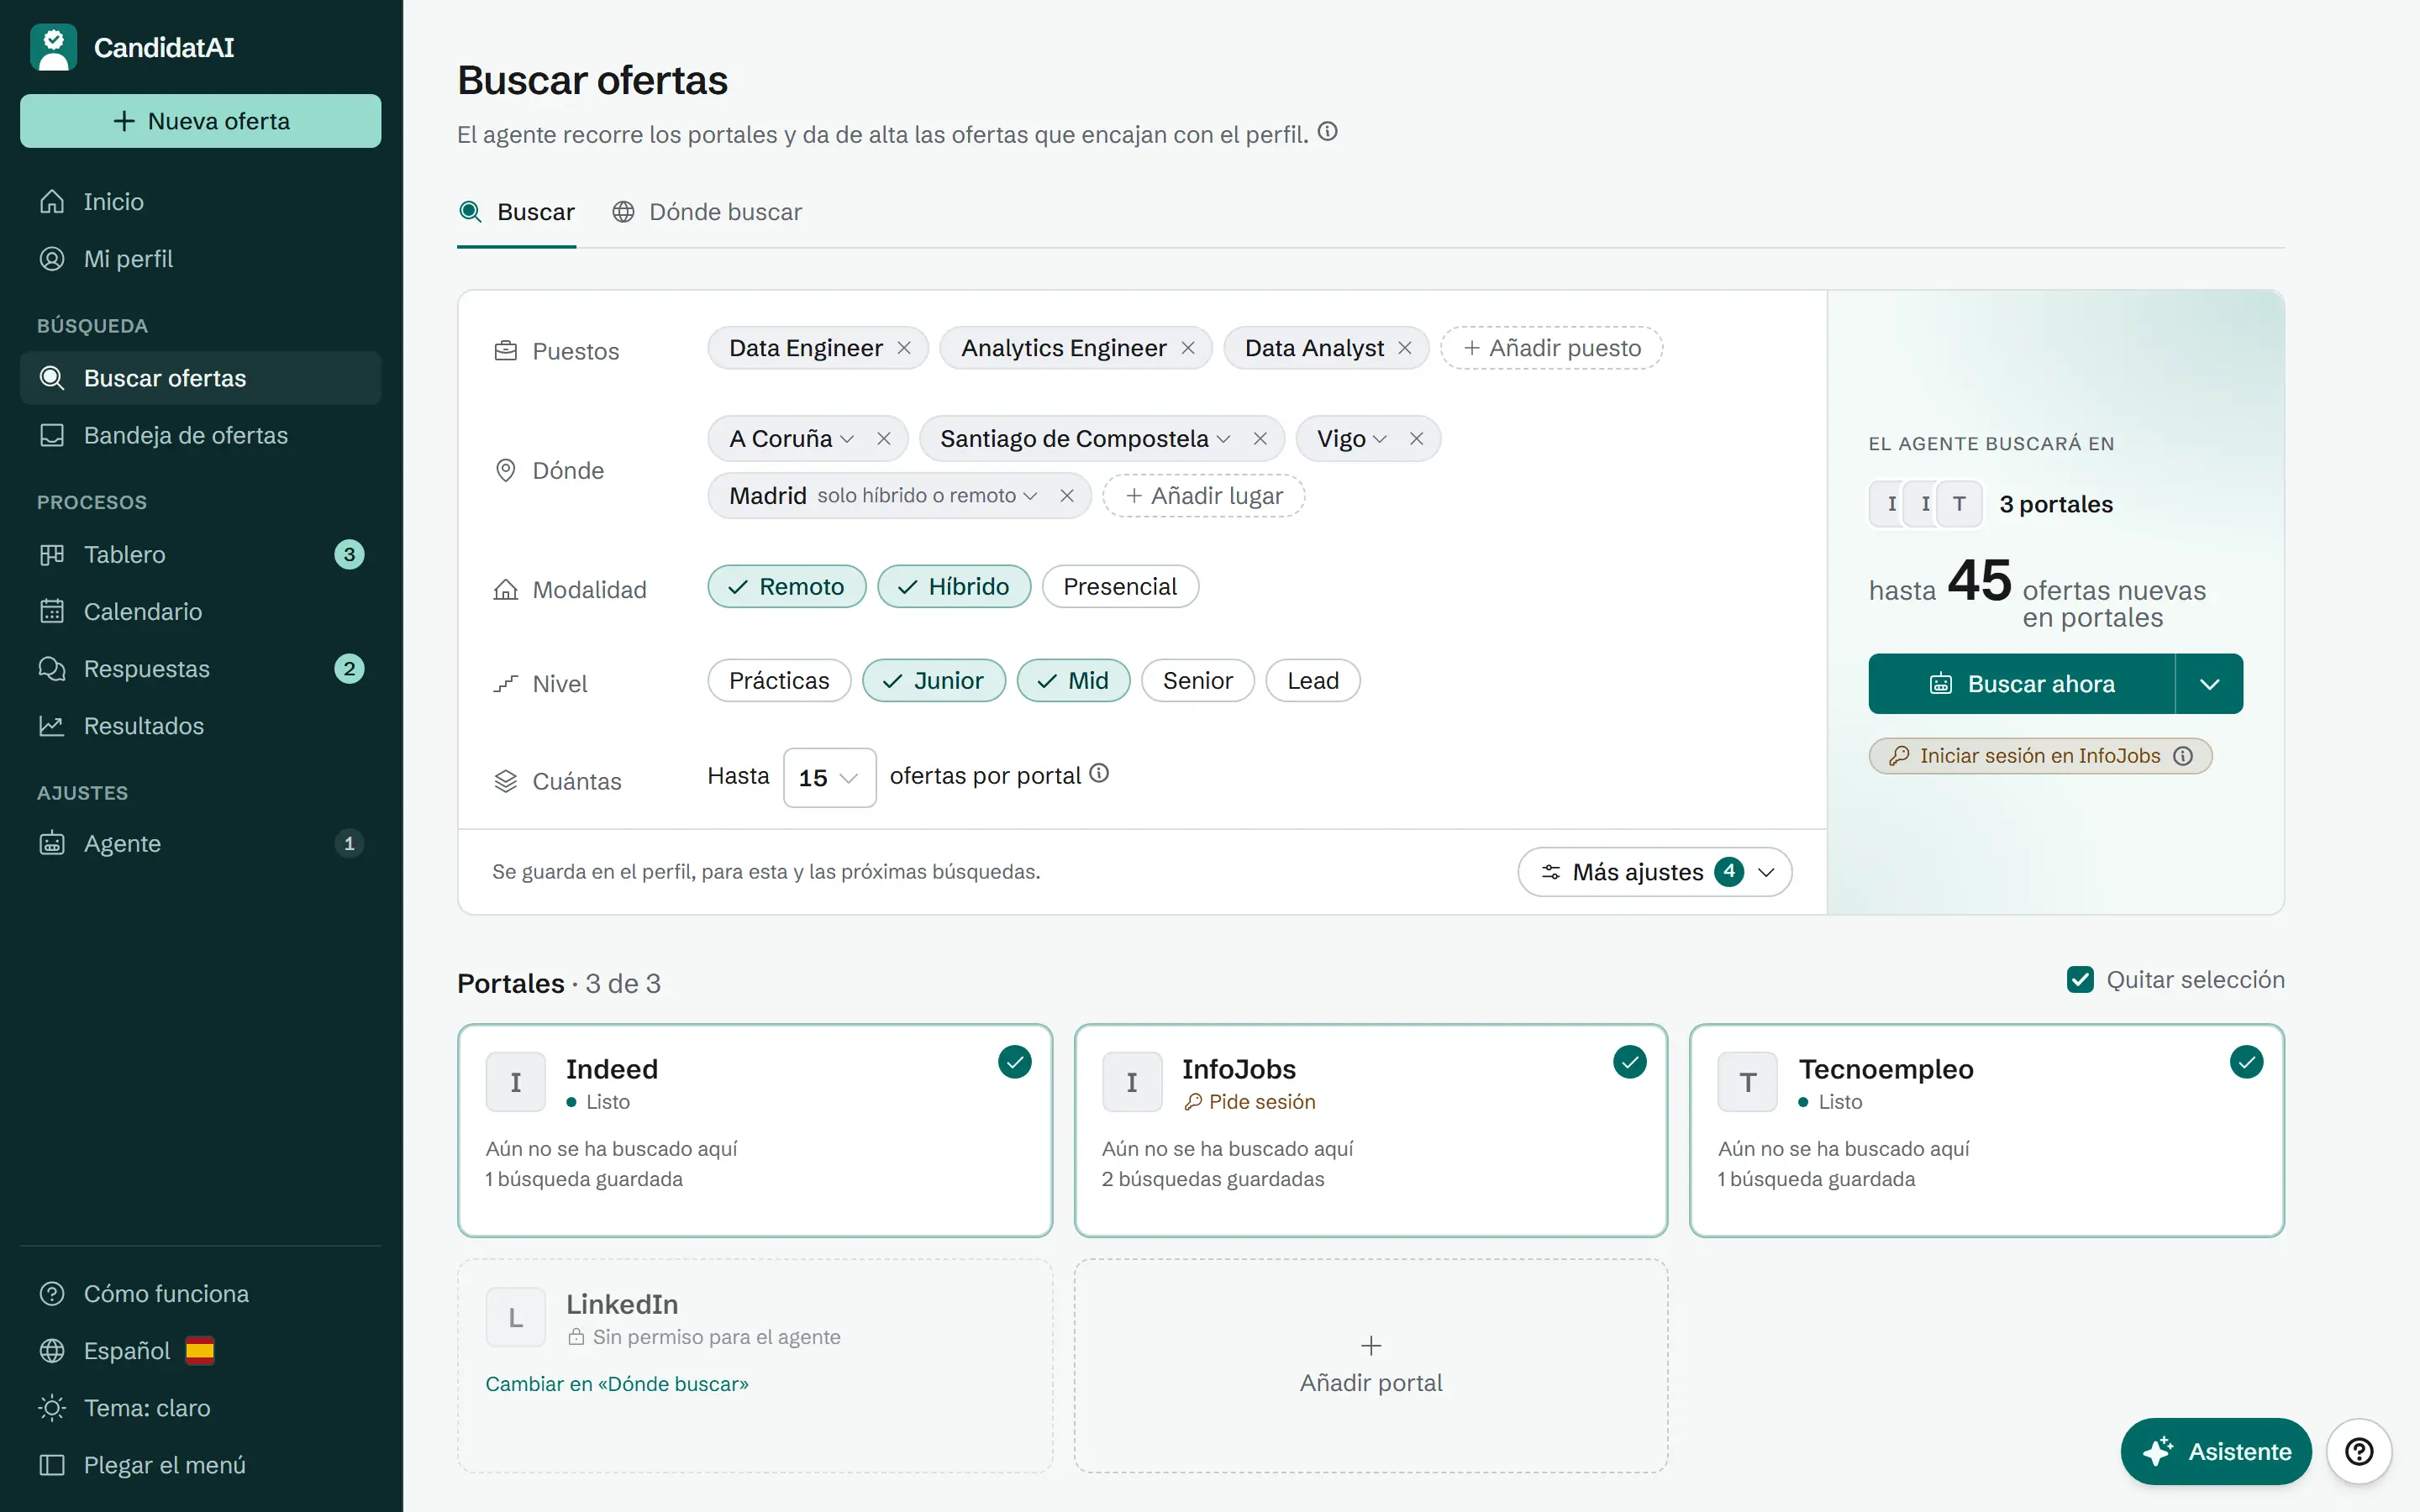 CandidatAI
Nueva oferta
Inicio
Mi perfil
BÚSQUEDA
Buscar ofertas
Bandeja de ofertas
PROCESOS
Tablero 3
Calendario
Respuestas 2
Resultados
AJUSTES
Agente 1
Cómo funciona
Español
Tema: claro
Plegar el menú
Buscar ofertas
El agente recorre los portales y da de alta las ofertas que encajan con el perfil.
Buscar Dónde buscar
Puestos Data Engineer Analytics Engineer Data Analyst + Añadir puesto
Dónde A Coruña Santiago de Compostela Vigo
Madrid solo híbrido o remoto + Añadir lugar
Modalidad Remoto Híbrido Presencial
Nivel Prácticas Junior Mid Senior Lead
Cuántas Hasta 15 ofertas por portal
Se guarda en el perfil, para esta y las próximas búsquedas. Más ajustes 4
EL AGENTE BUSCARÁ EN
I I T 3 portales
hasta 45 ofertas nuevas
en portales
Buscar ahora
Iniciar sesión en InfoJobs
Portales · 3 de 3 Quitar selección
I Indeed
Listo
Aún no se ha buscado aquí
1 búsqueda guardada
I InfoJobs
Pide sesión
Aún no se ha buscado aquí
2 búsquedas guardadas
T Tecnoempleo
Listo
Aún no se ha buscado aquí
1 búsqueda guardada
L LinkedIn
Sin permiso para el agente
Cambiar en «Dónde buscar»
+
Añadir portal
Asistente